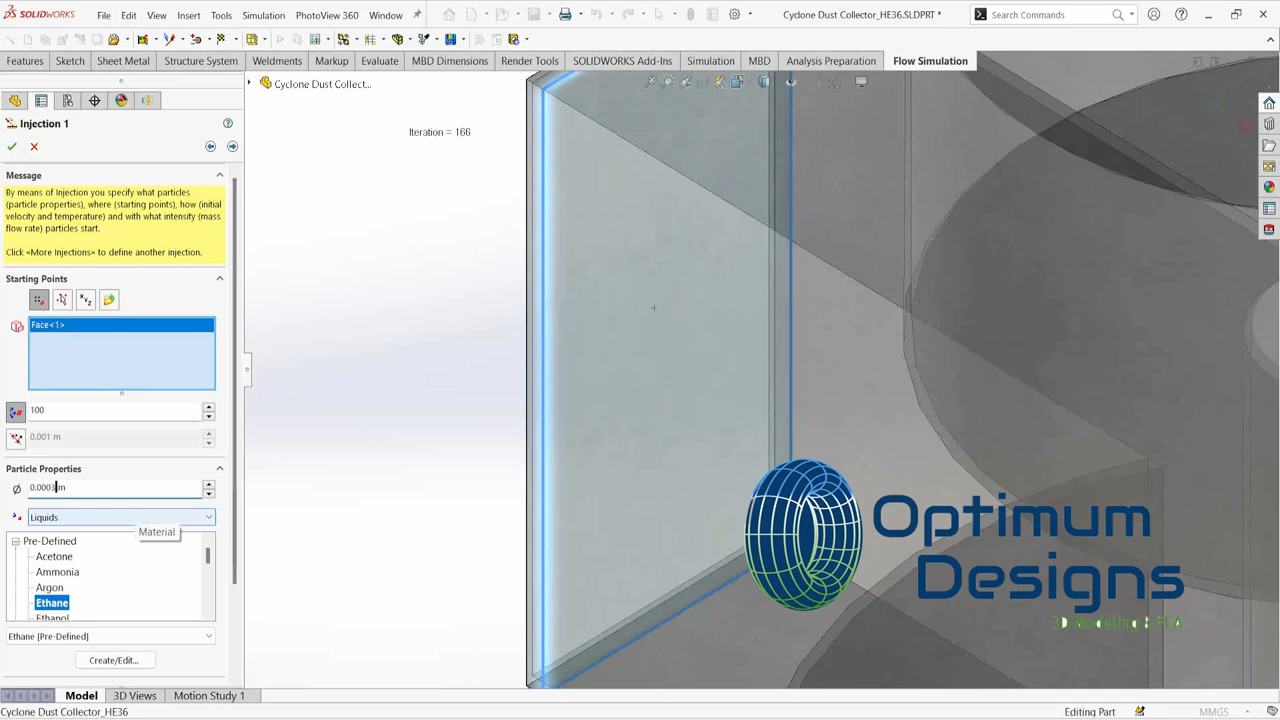 SOLIDWORKS
File
Edit
View
Insert
Tools
Simulation
PhotoView 360
Window
Cyclone Dust Collector_HE36.SLDPRT *
Search Commands
Features
Sketch
Sheet Metal
Structure System
Weldments
Markup
Evaluate
MBD Dimensions
Render Tools
SOLIDWORKS Add-Ins
Simulation
MBD
Analysis Preparation
Flow Simulation
Cyclone Dust Collect...
Injection 1
Iteration = 166
Message
By means of Injection you specify what particles
(particle properties), where (starting points), how (initial
velocity and temperature) and with what intensity (mass
flow rate) particles start.
Click «More Injections» to define another injection.
Starting Points
Face<1>
100
0.001 m
Particle Properties
0.0003 m
Liquids
Material
Pre-Defined
Acetone
Ammonia
Argon
Ethane
Ethanol
Ethane (Pre-Defined)
Create/Edit...
Optimum
Designs
3D Modeling & FEA
Model
3D Views
Motion Study 1
Cyclone Dust Collector_HE36
Editing Part
MMGS